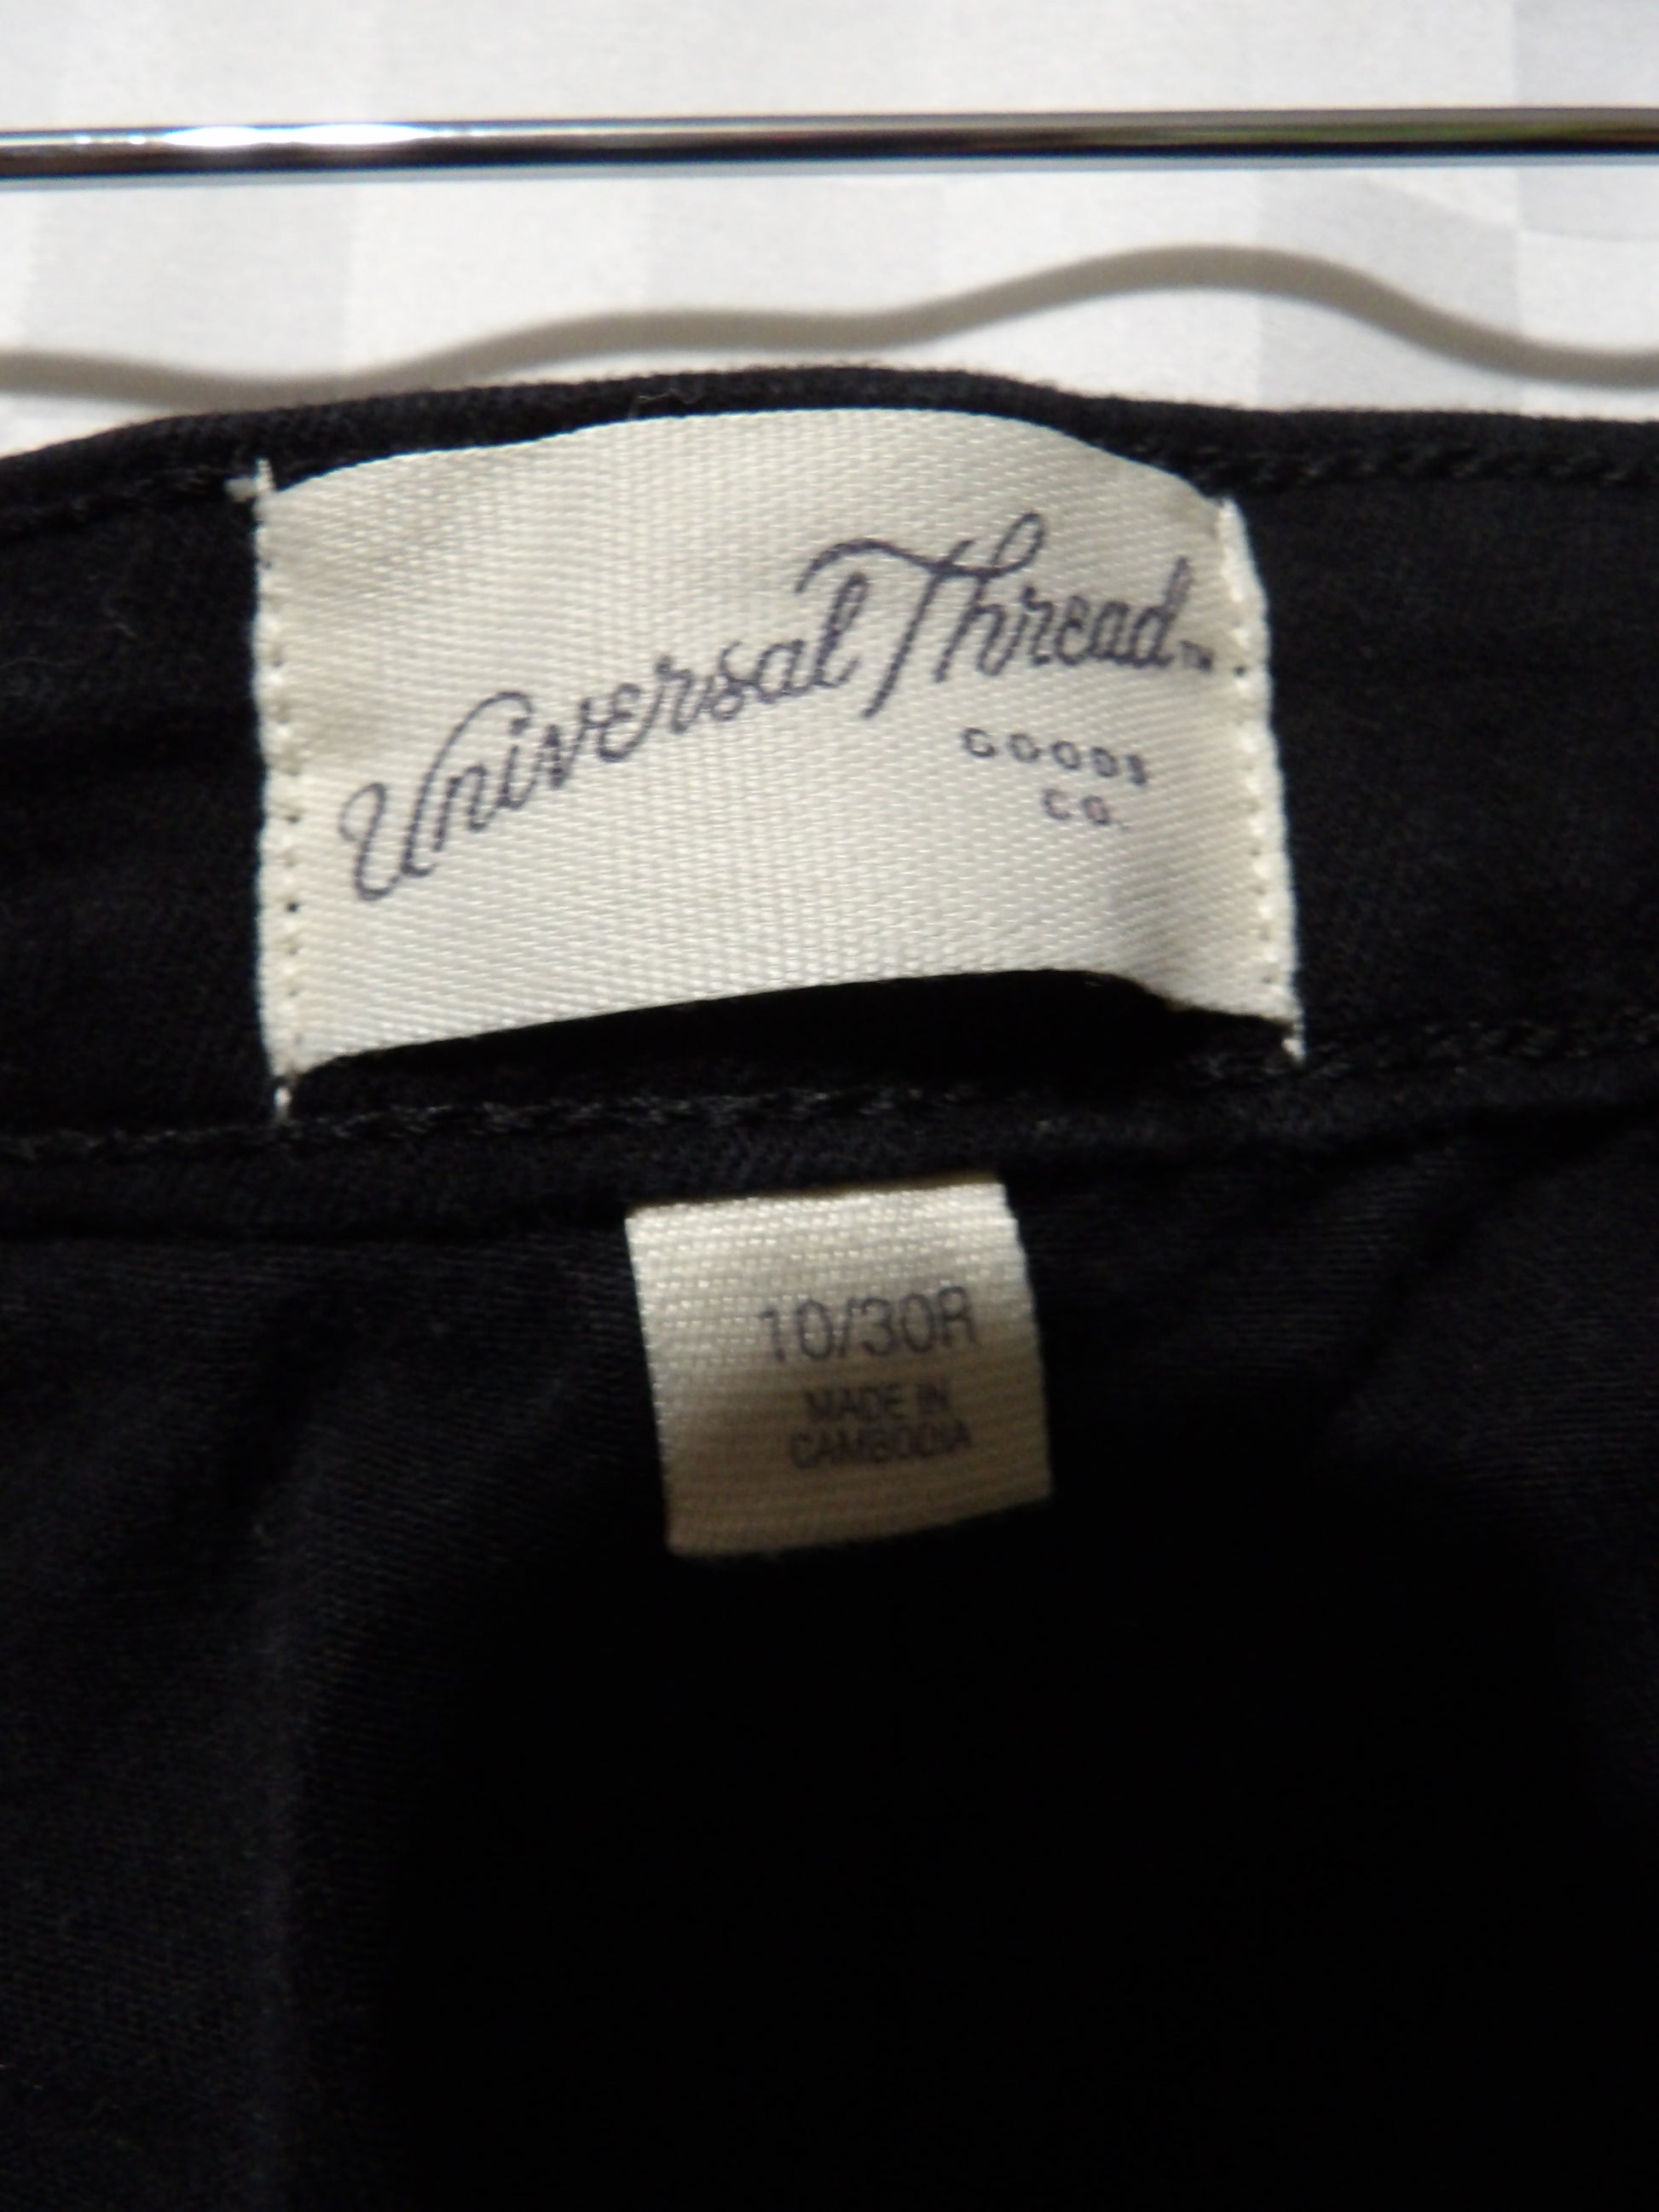 Universal Thread™
GOODS
CO.
10/30R
MADE IN
CAMBODIA